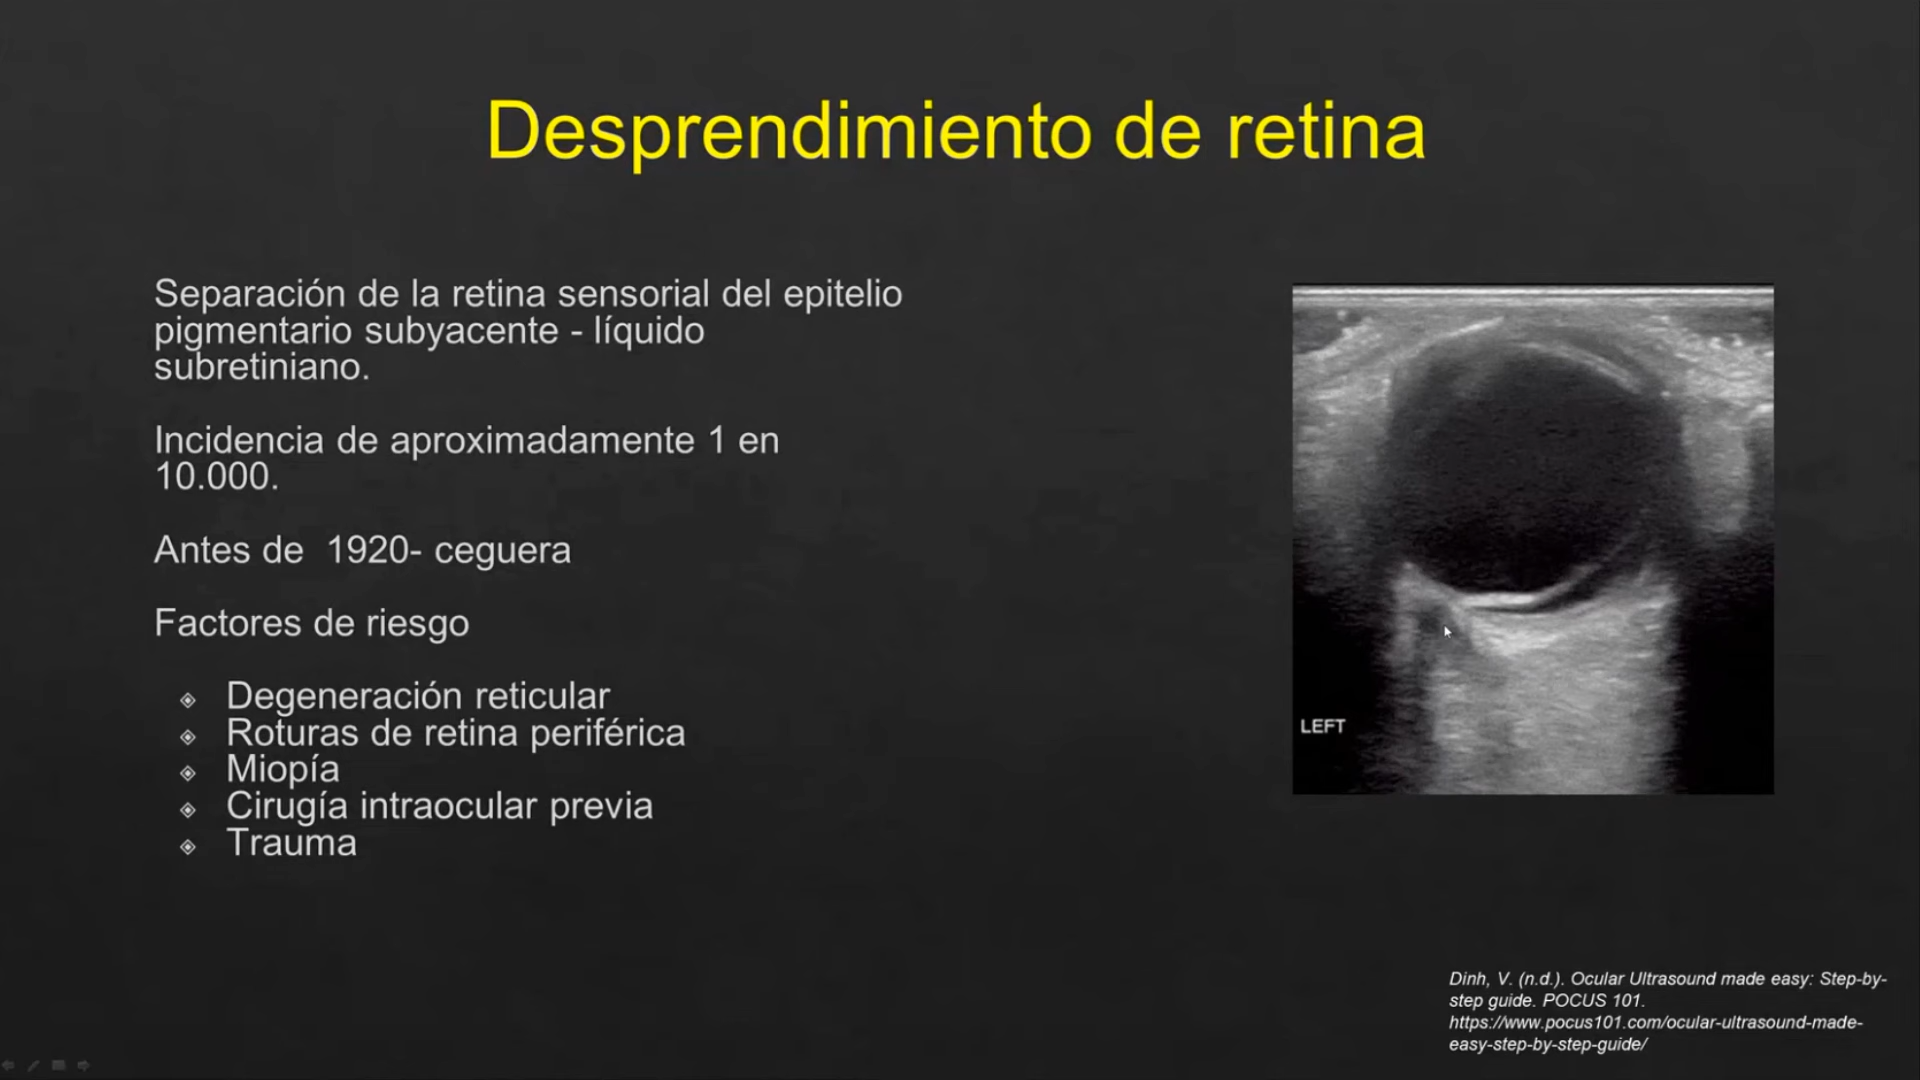 Desprendimiento de retina
Separación de la retina sensorial del epitelio
pigmentario subyacente - líquido
subretiniano.
Incidencia de aproximadamente 1 en
10.000.
Antes de  1920- ceguera
Factores de riesgo
Degeneración reticular
Roturas de retina periférica
Miopía
Cirugía intraocular previa
Trauma
LEFT
Dinh, V. (n.d.). Ocular Ultrasound made easy: Step-by-
step guide. POCUS 101.
https://www.pocus101.com/ocular-ultrasound-made-
easy-step-by-step-guide/